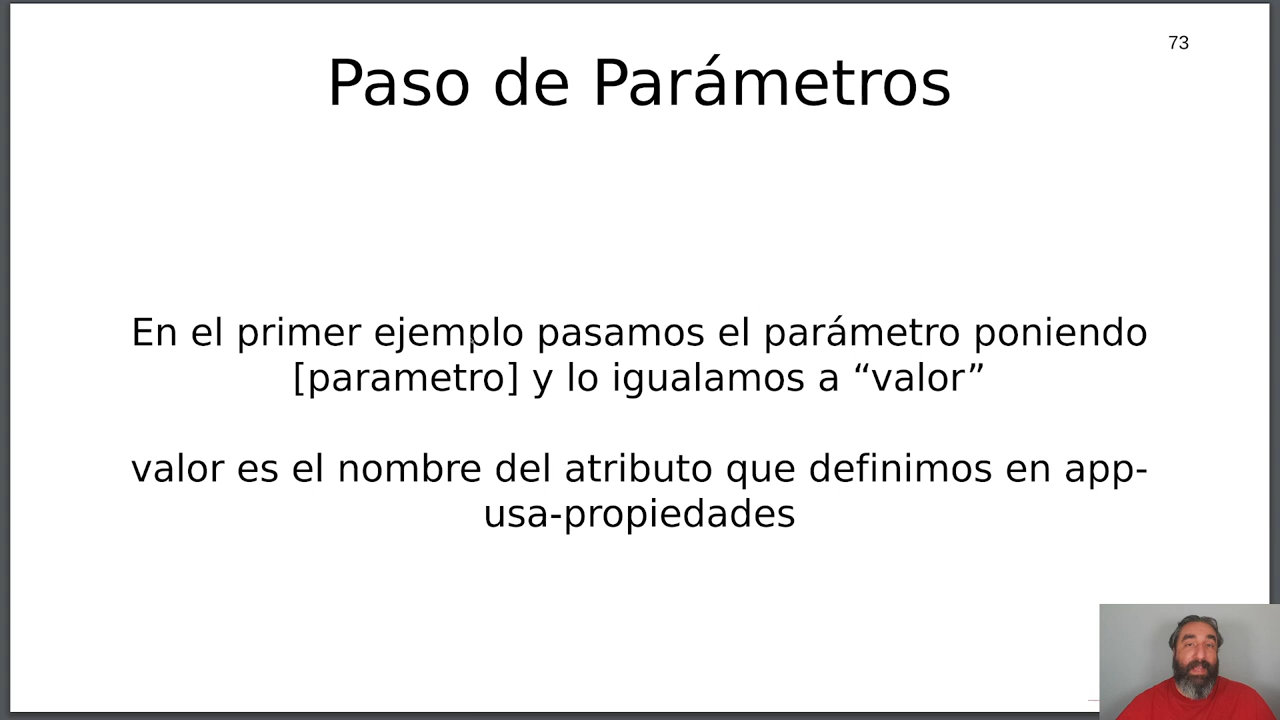 73
Paso de Parámetros
En el primer ejemplo pasamos el parámetro poniendo
[parametro] y lo igualamos a “valor”
valor es el nombre del atributo que definimos en app-
usa-propiedades